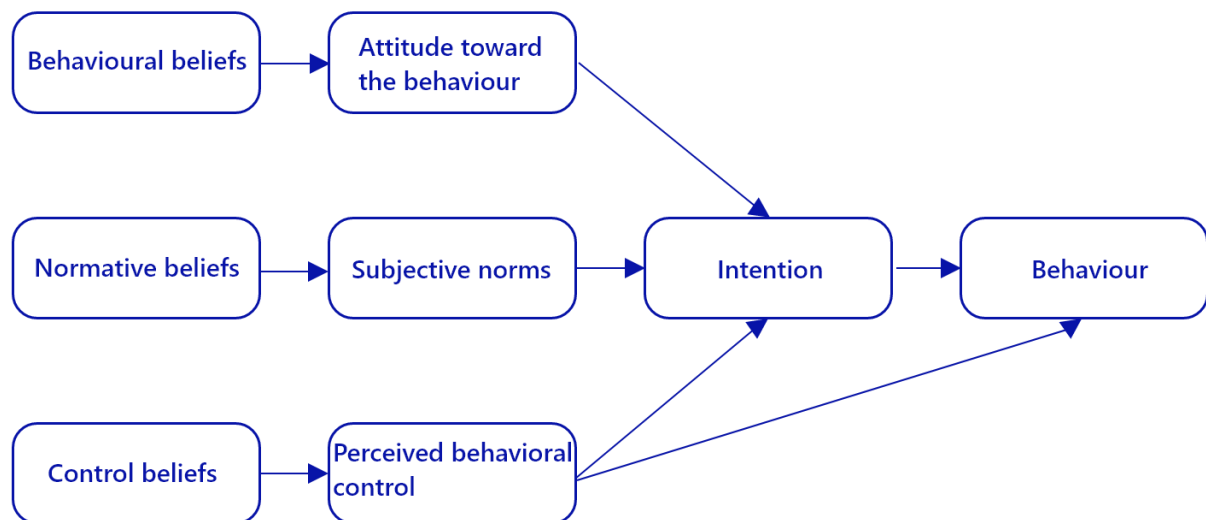 Behavioural beliefs
Attitude toward
the behaviour
Normative beliefs
Subjective norms
Intention
Behaviour
Control beliefs
Perceived behavioral
control